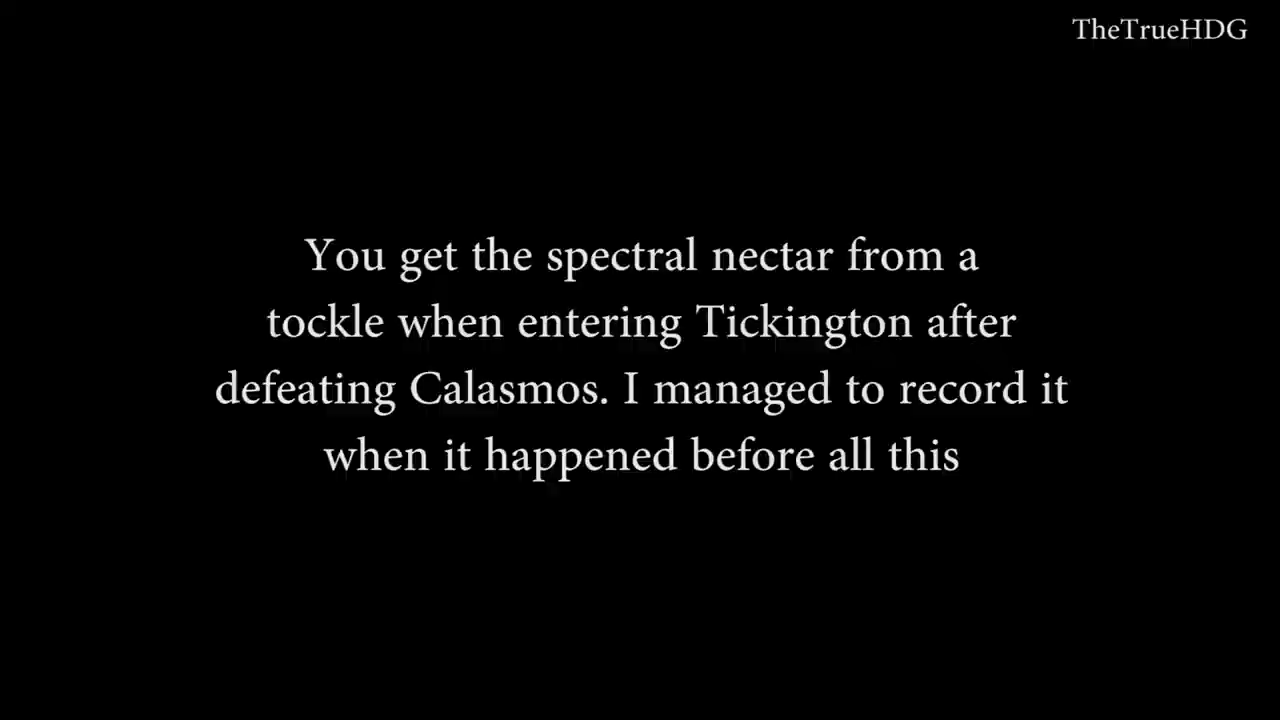 TheTrueHDG
You get the spectral nectar from a
tockle when entering Tickington after
defeating Calasmos. I managed to record it
when it happened before all this